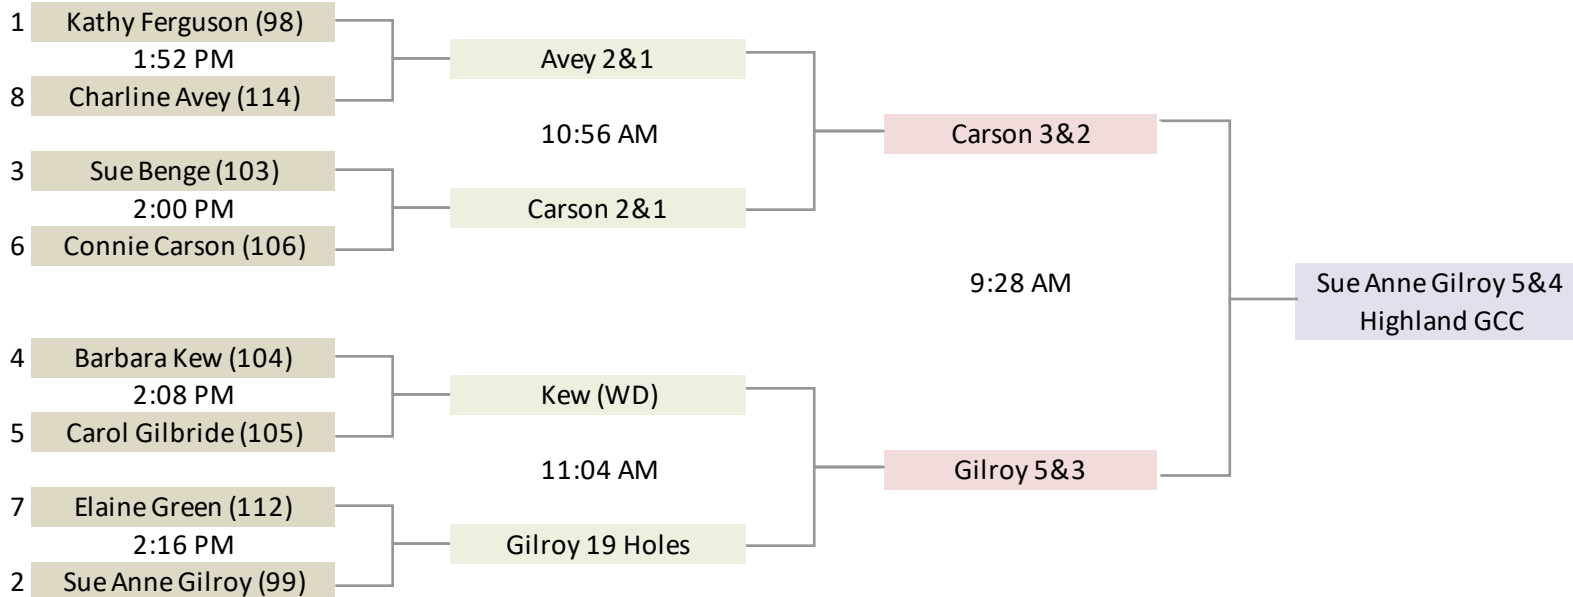 1 Kathy Ferguson (98)
1:52 PM
8 Charline Avey (114)
Avey 2&1
10:56 AM
3 Sue Benge (103)
2:00 PM
6 Connie Carson (106)
Carson 2&1
Carson 3&2
9:28 AM
4 Barbara Kew (104)
2:08 PM
5 Carol Gilbride (105)
Kew (WD)
11:04 AM
7 Elaine Green (112)
2:16 PM
2 Sue Anne Gilroy (99)
Gilroy 19 Holes
Gilroy 5&3
Sue Anne Gilroy 5&4
Highland GCC